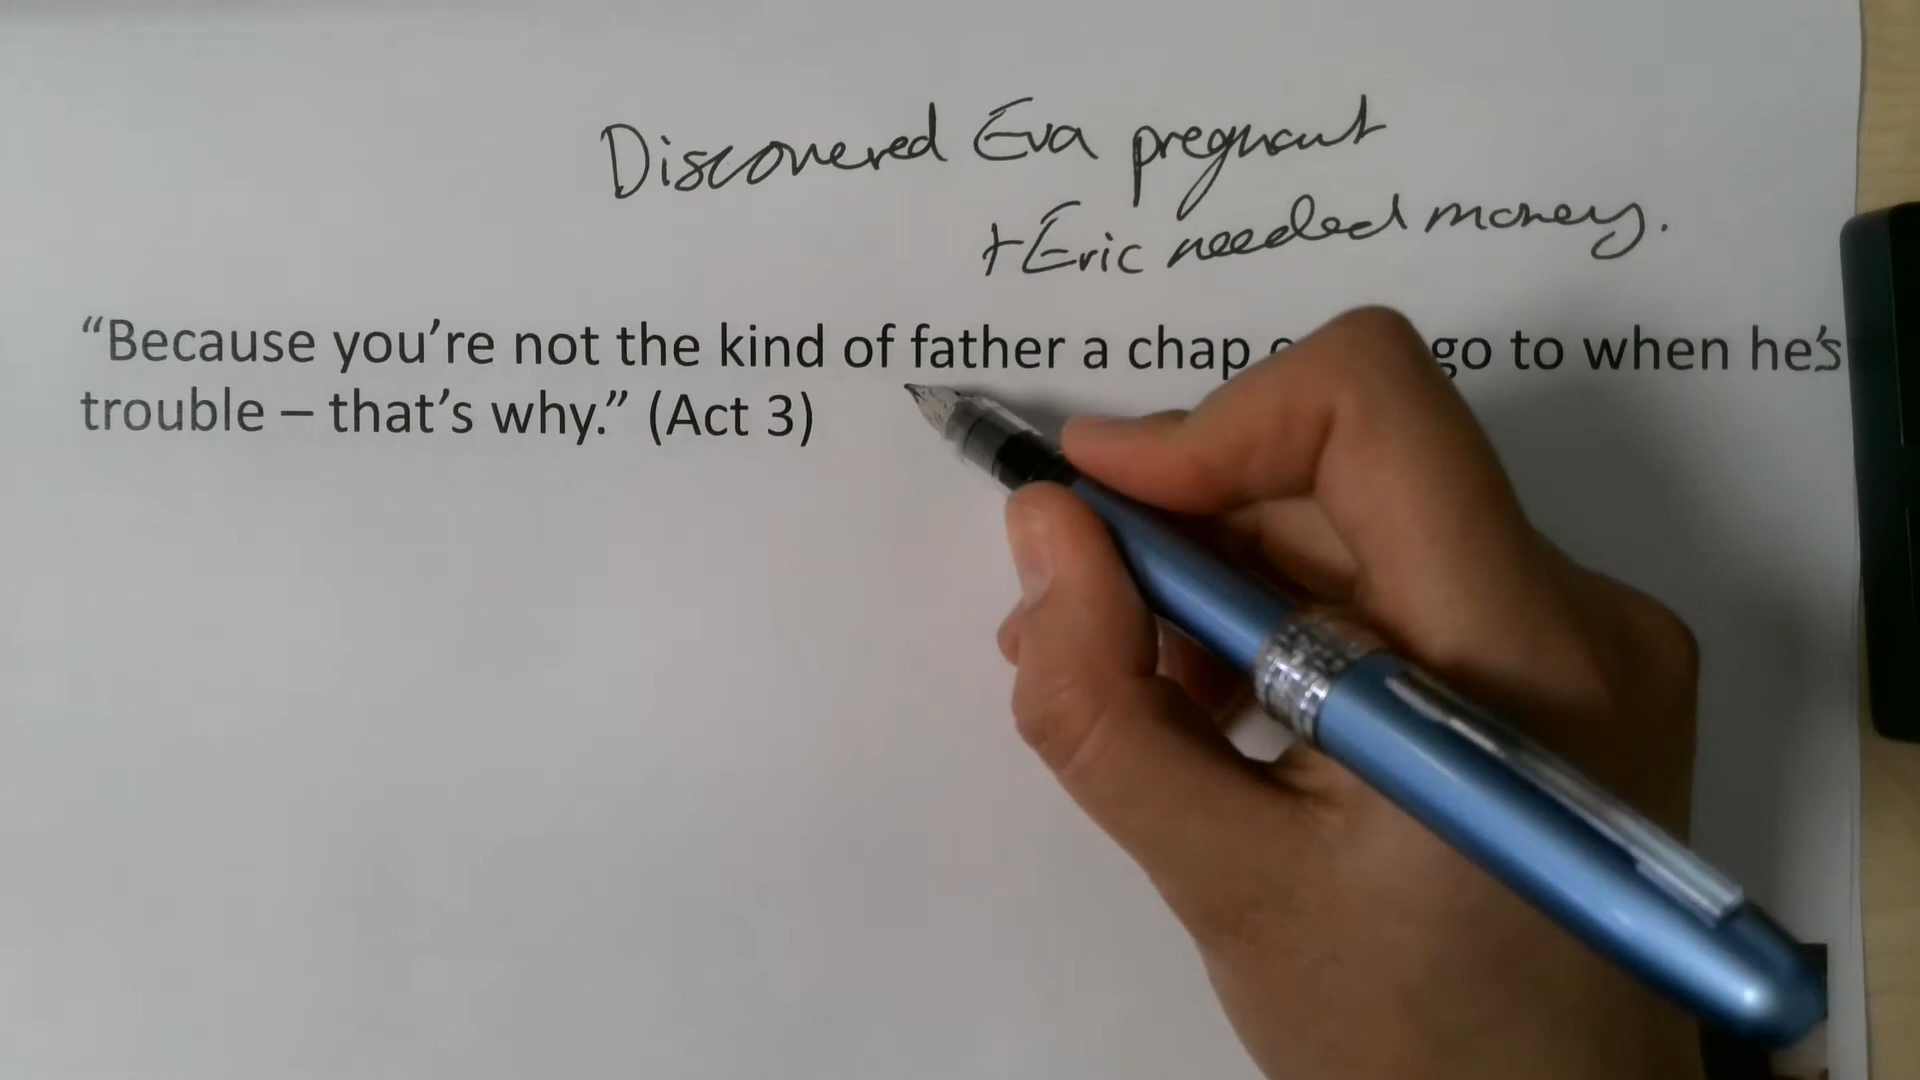 Discovered Eva pregnant
+ Eric needed money.
“Because you’re not the kind of father a chap go to when he’s
trouble – that’s why.” (Act 3)